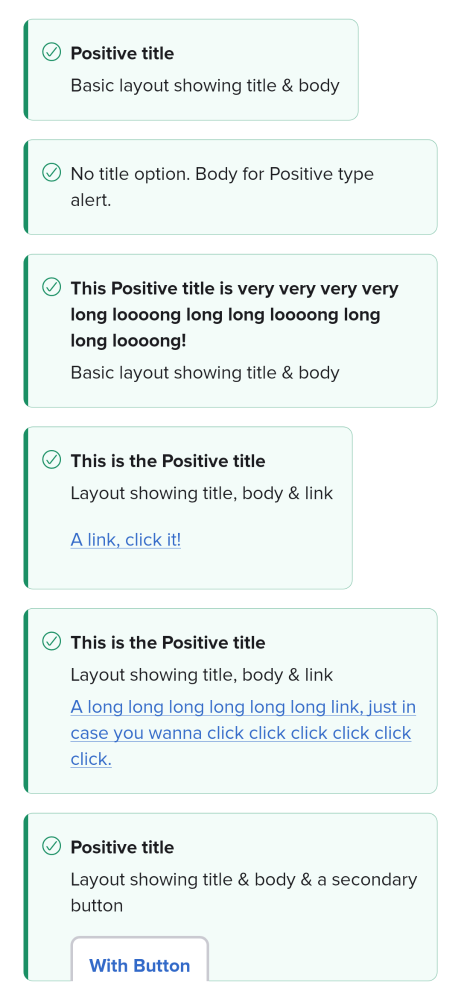 Positive title
Basic layout showing title & body
No title option. Body for Positive type
alert.
This Positive title is very very very very
long loooong long long loooong long
long loooong!
Basic layout showing title & body
This is the Positive title
Layout showing title, body & link
A link, click it!
This is the Positive title
Layout showing title, body & link
A long long long long long long link, just in
case you wanna click click click click click
click.
Positive title
Layout showing title & body & a secondary
button
With Button